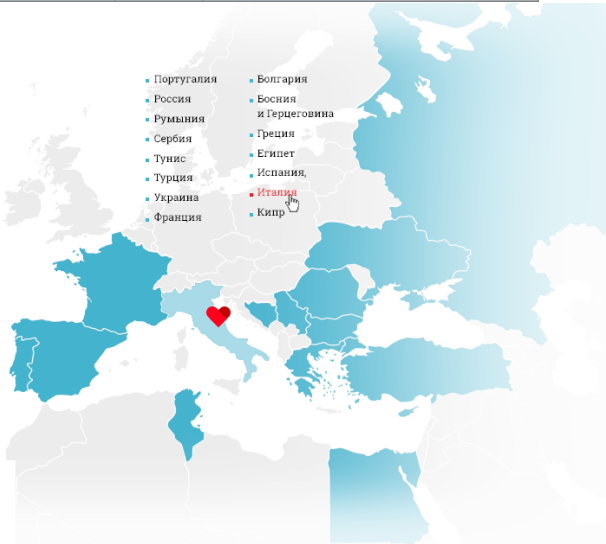 Португалия
Россия
Румыния
Сербия
Тунис
Турция
Украина
Франция
Болгария
Босния
и Герцеговина
Греция
Египет
Испания,
Италия
Кипр